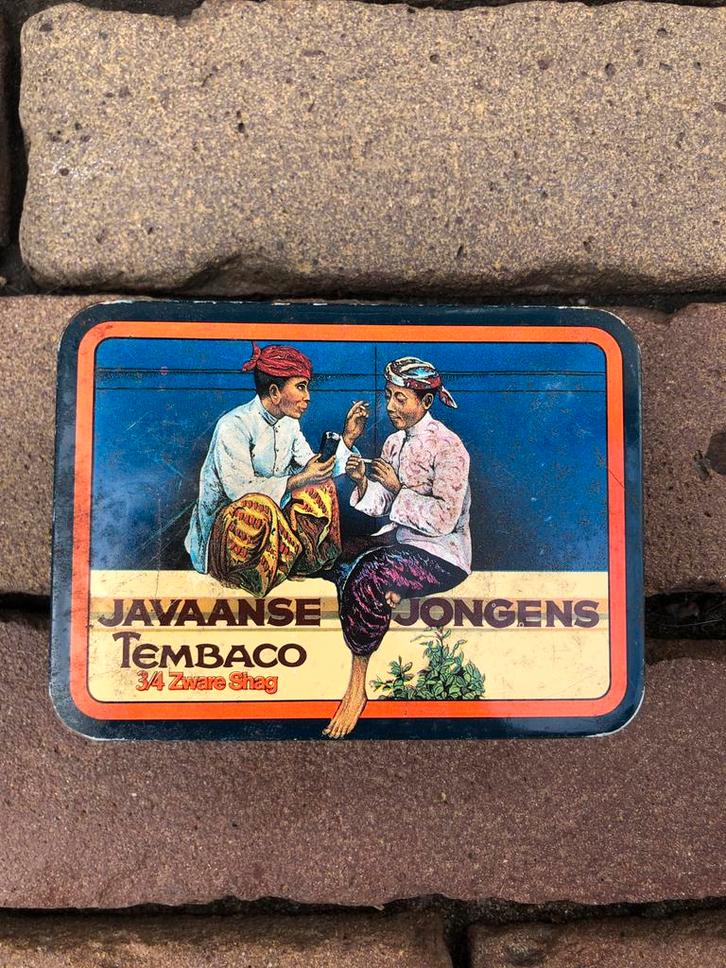 JAVAANSE JONGENS
TEMBACO
3/4 Zware Shag